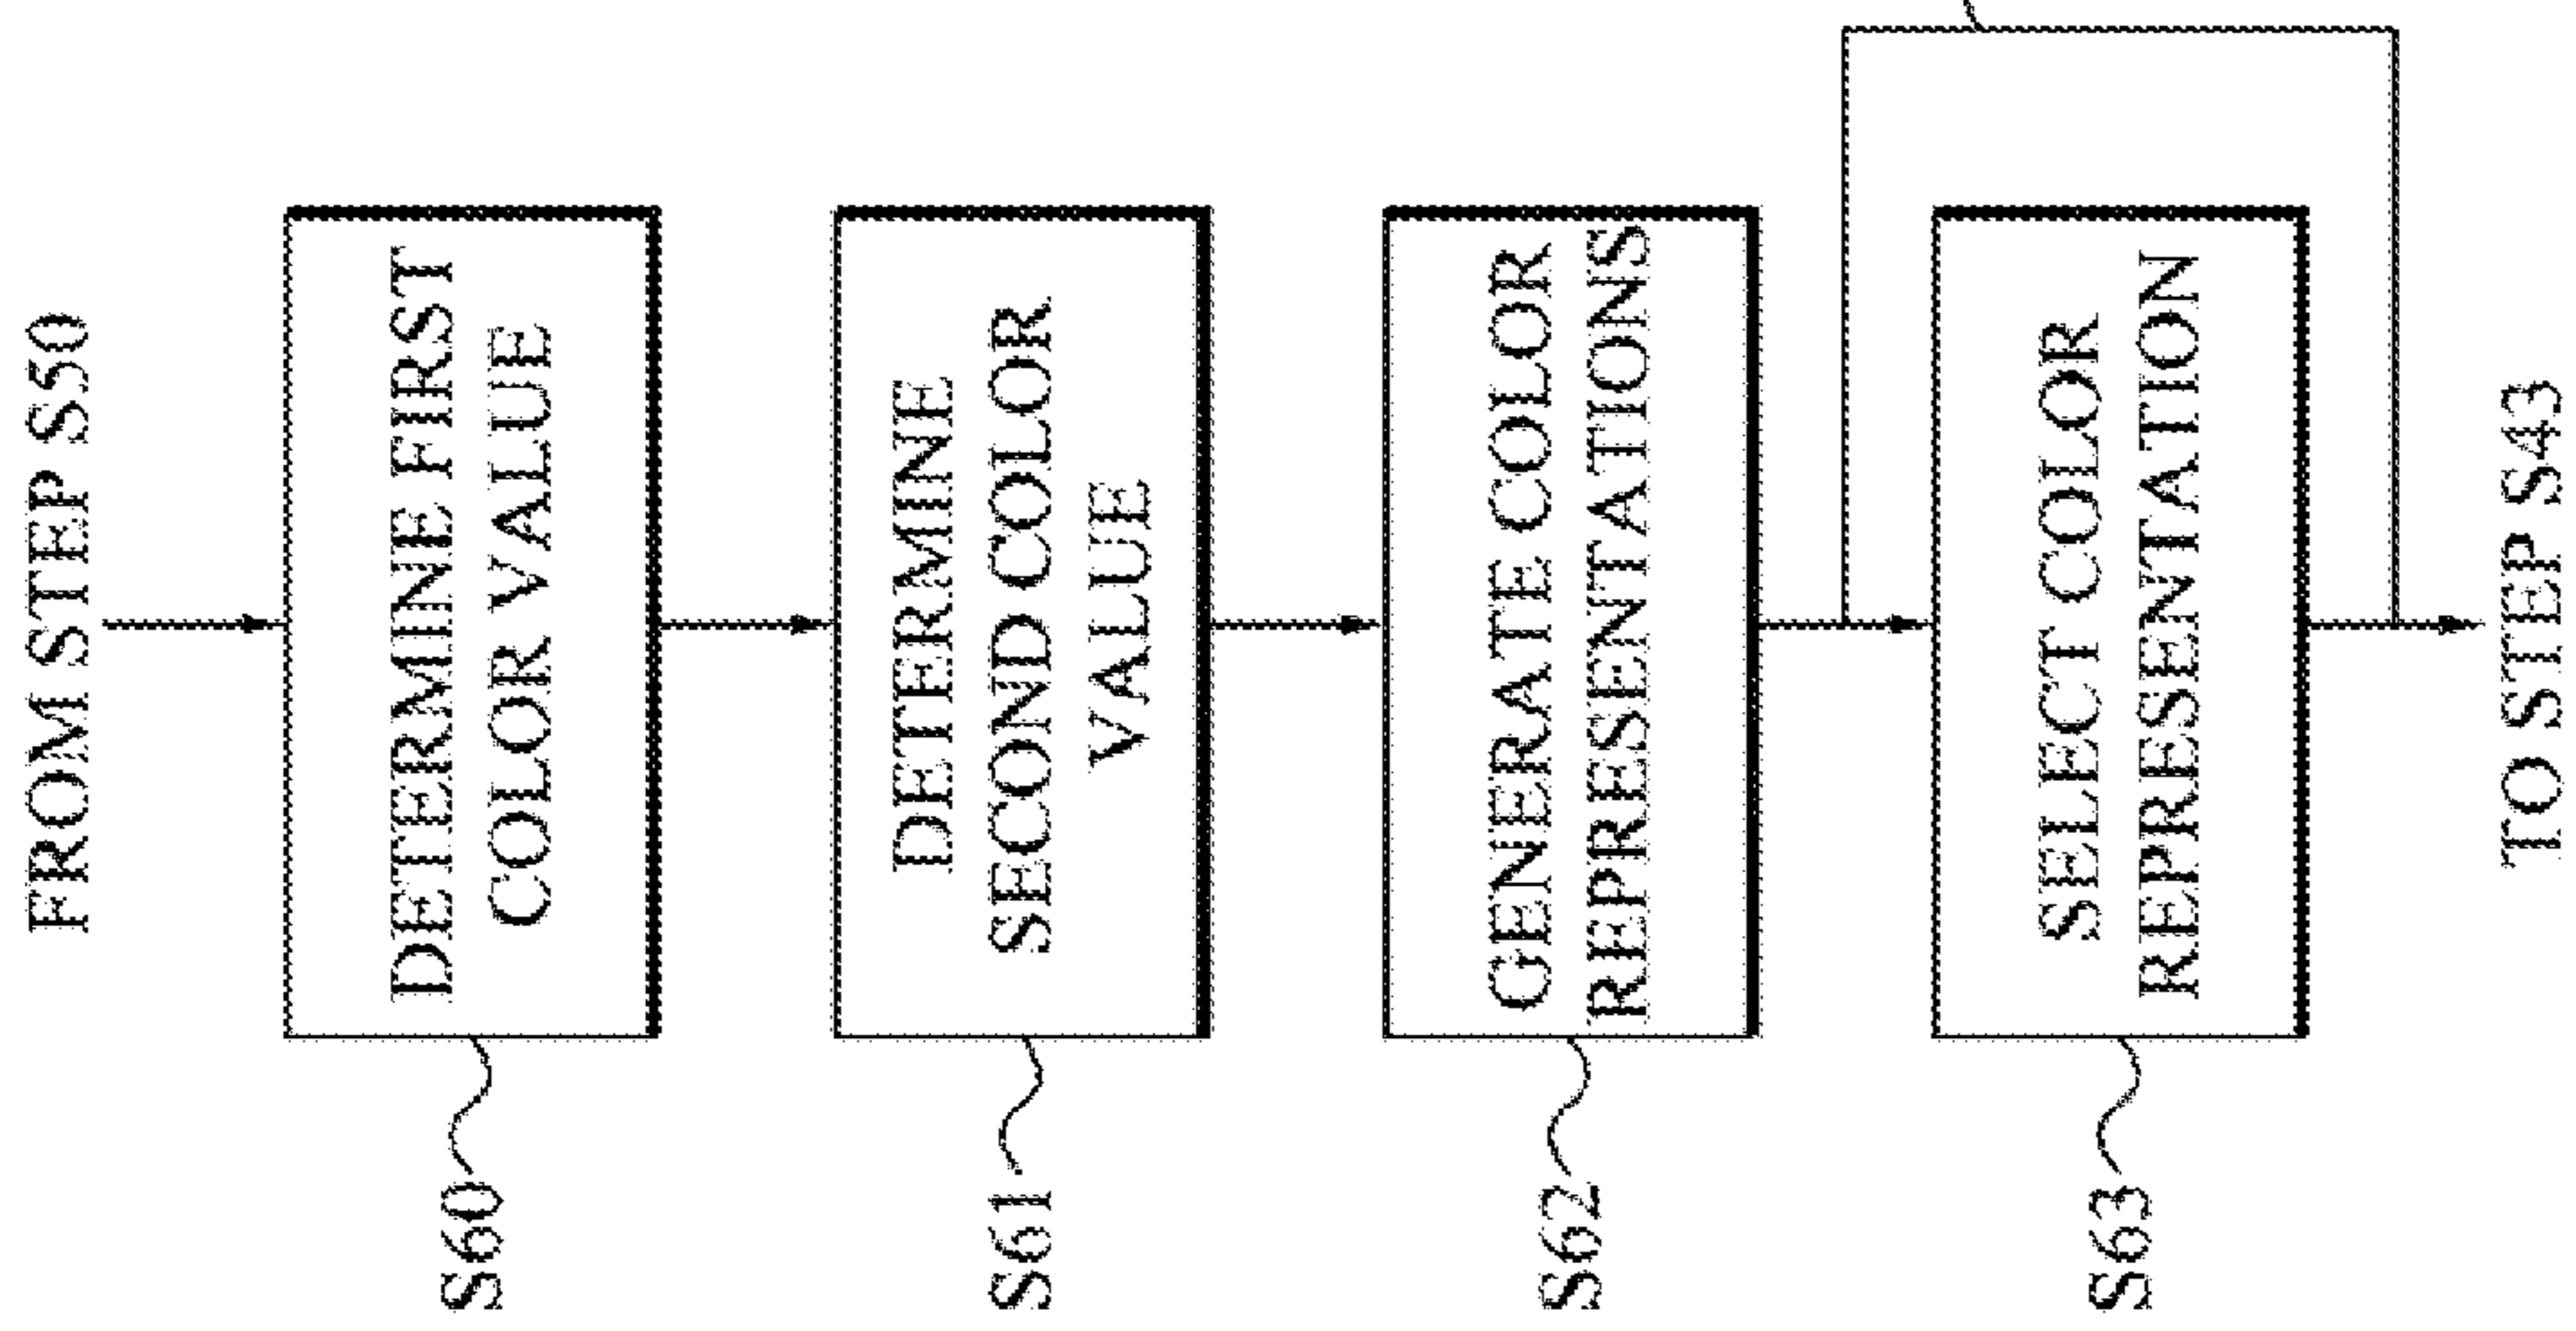 FROM STEP S50
S60
DETERMINE FIRST
COLOR VALUE
S61
DETERMINE
SECOND COLOR
VALUE
S62
GENERATE COLOR
REPRESENTATIONS
S63
SELECT COLOR
REPRESENTATION
TO STEP S43